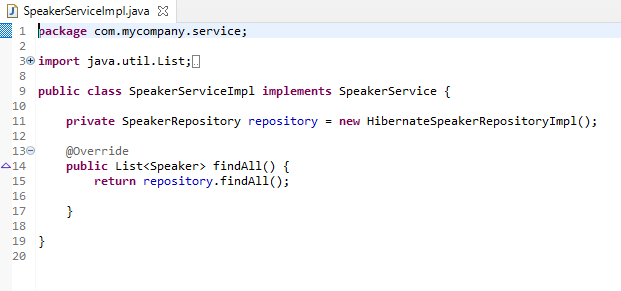 SpeakerServiceImpl.java
1 package com.mycompany.service;
2
3 import java.util.List;
8
9 public class SpeakerServiceImpl implements SpeakerService {
10
11 private SpeakerRepository repository = new HibernateSpeakerRepositoryImpl();
12
13 @Override
14 public List<Speaker> findAll() {
15 return repository.findAll();
16
17 }
18
19 }
20